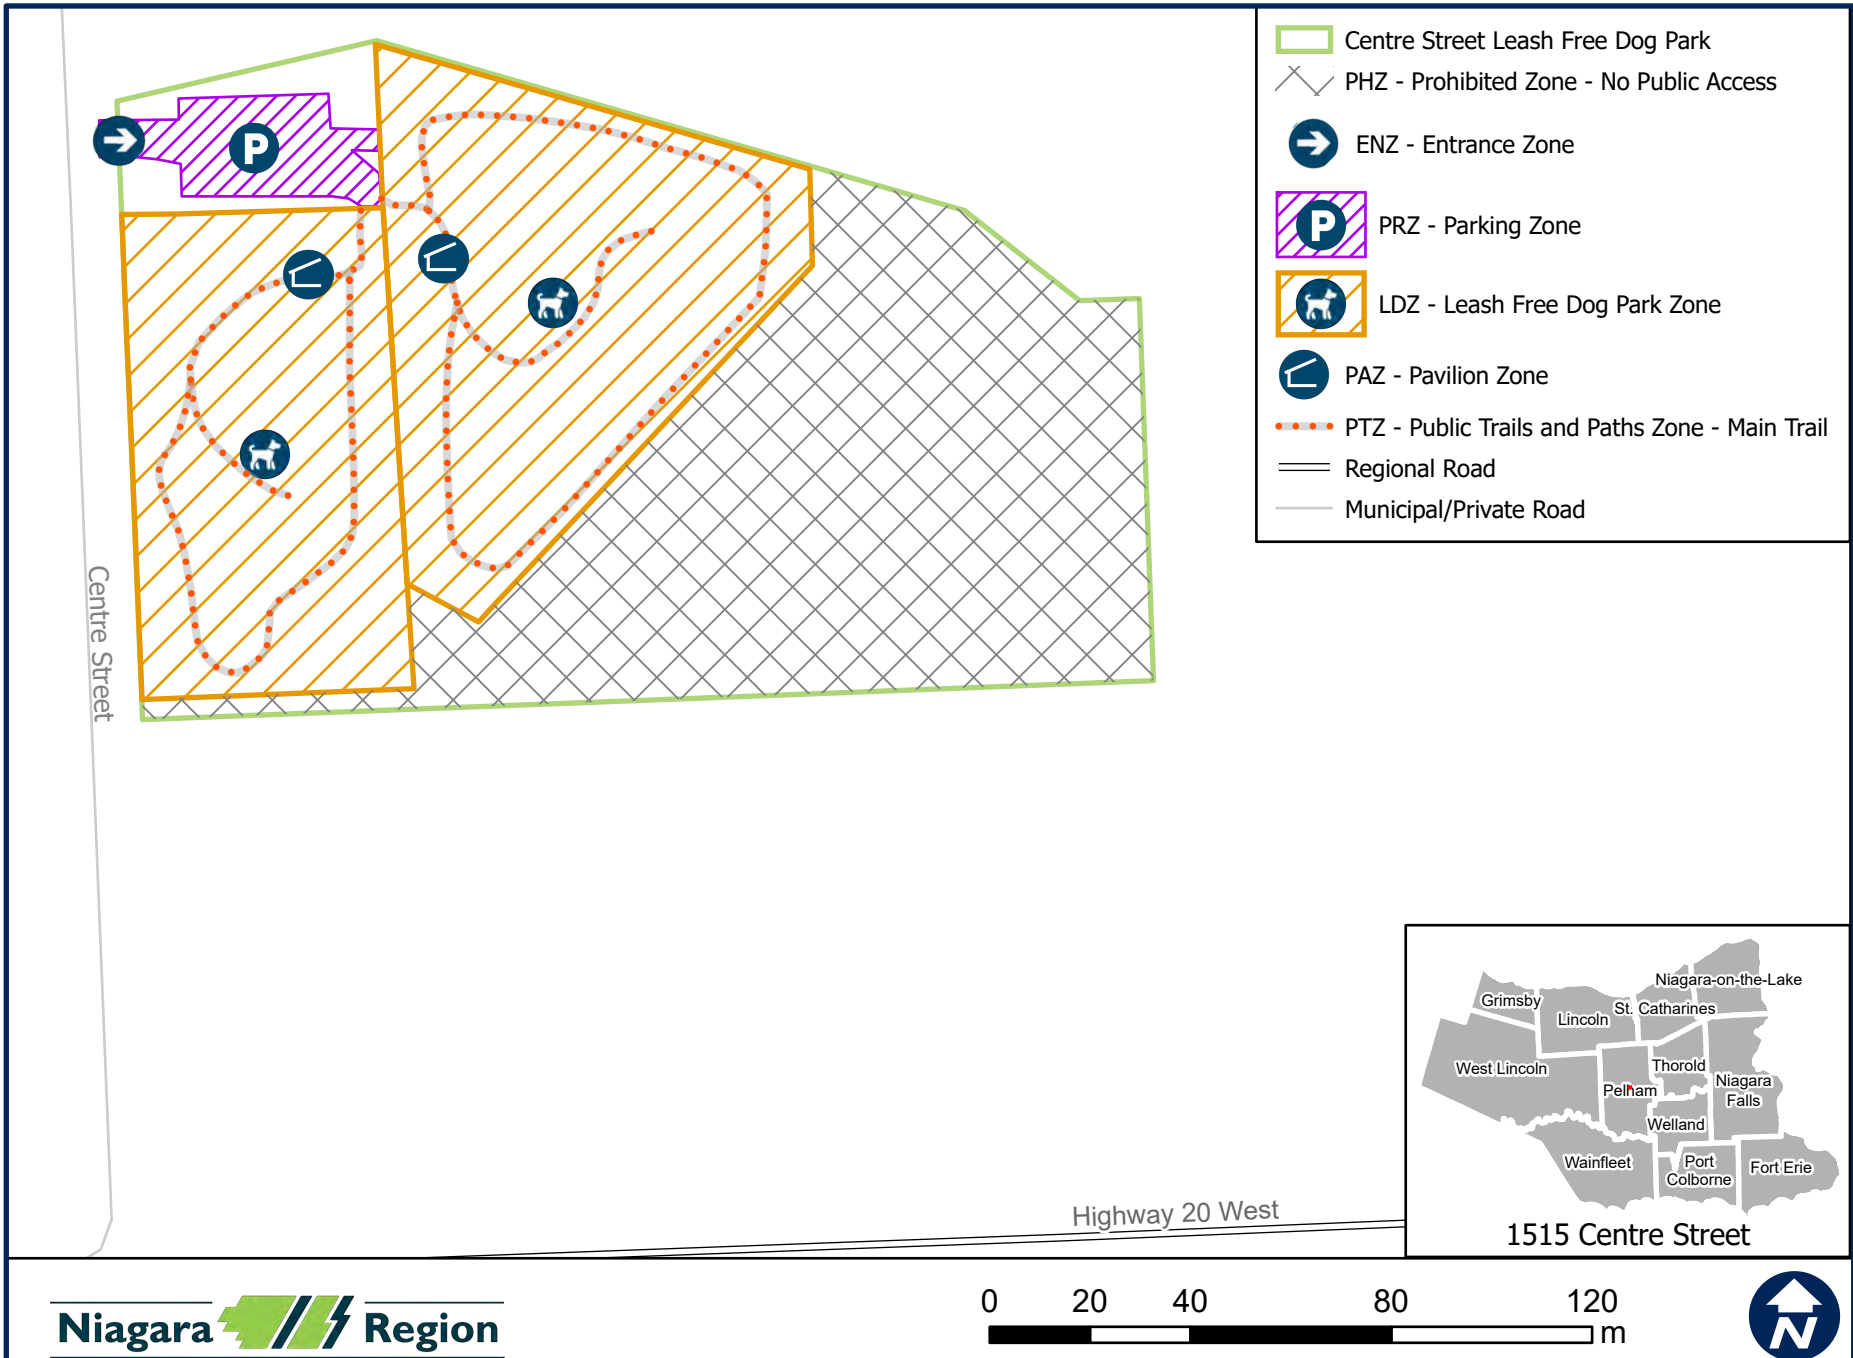 Centre Street Leash Free Dog Park
PHZ - Prohibited Zone - No Public Access
ENZ - Entrance Zone
P
PRZ - Parking Zone
LDZ - Leash Free Dog Park Zone
PAZ - Pavilion Zone
PTZ - Public Trails and Paths Zone - Main Trail
Regional Road
Municipal/Private Road
P
Centre Street
Highway 20 West
Niagara-on-the-Lake
Grimsby
St. Catharines
Lincoln
West Lincoln
Thorold
Pelham
Niagara
Falls
Welland
Wainfleet
Port
Colborne
Fort Erie
1515 Centre Street
Niagara Region
0 20 40 80 120
m
N